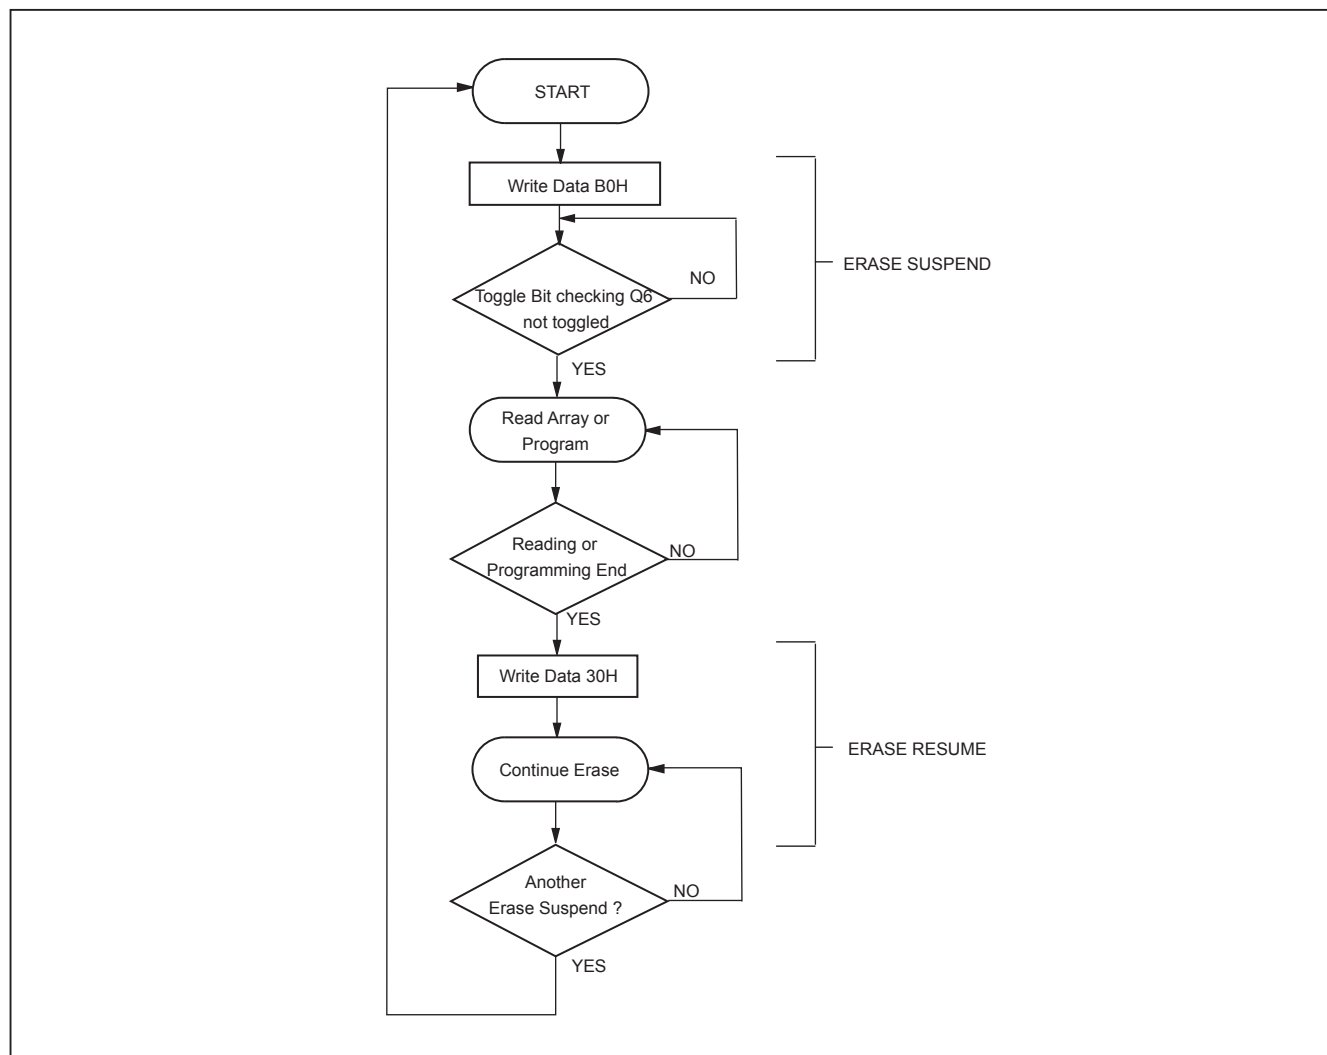 START
Write Data B0H
ERASE SUSPEND
NO
Toggle Bit checking Q6
not toggled
YES
Read Array or
Program
Reading or
Programming End
NO
YES
Write Data 30H
ERASE RESUME
Continue Erase
Another
Erase Suspend ?
NO
YES